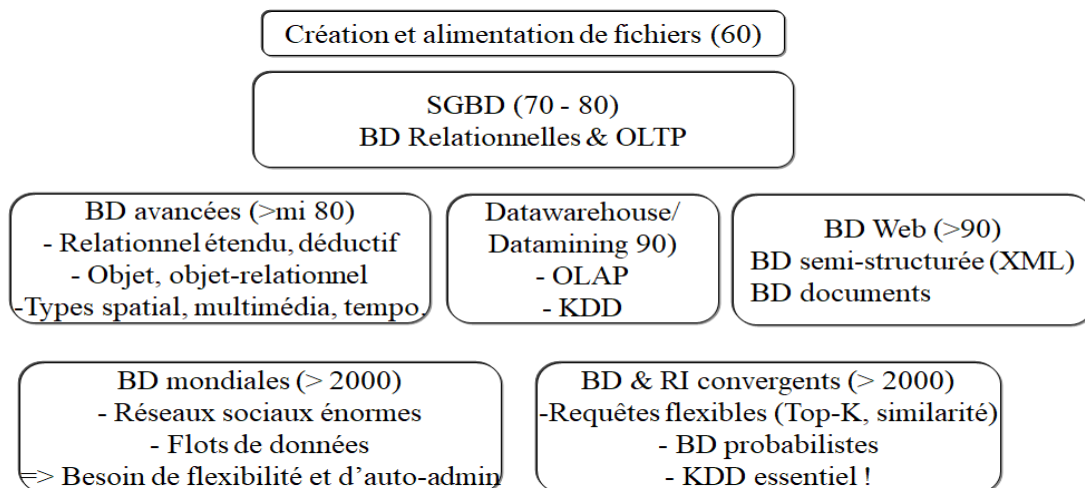 Création et alimentation de fichiers (60)
SGBD (70 - 80)
BD Relationnelles & OLTP
BD avancées (>mi 80)
- Relationnel étendu, déductif
- Objet, objet-relationnel
-Types spatial, multimédia, tempo.
Datawarehouse/
Datamining 90)
- OLAP
- KDD
BD Web (>90)
BD semi-structurée (XML)
BD documents
BD mondiales (> 2000)
- Réseaux sociaux énormes
- Flots de données
=> Besoin de flexibilité et d'auto-admin
BD & RI convergents (> 2000)
-Requêtes flexibles (Top-K, similarité)
- BD probabilistes
- KDD essentiel !